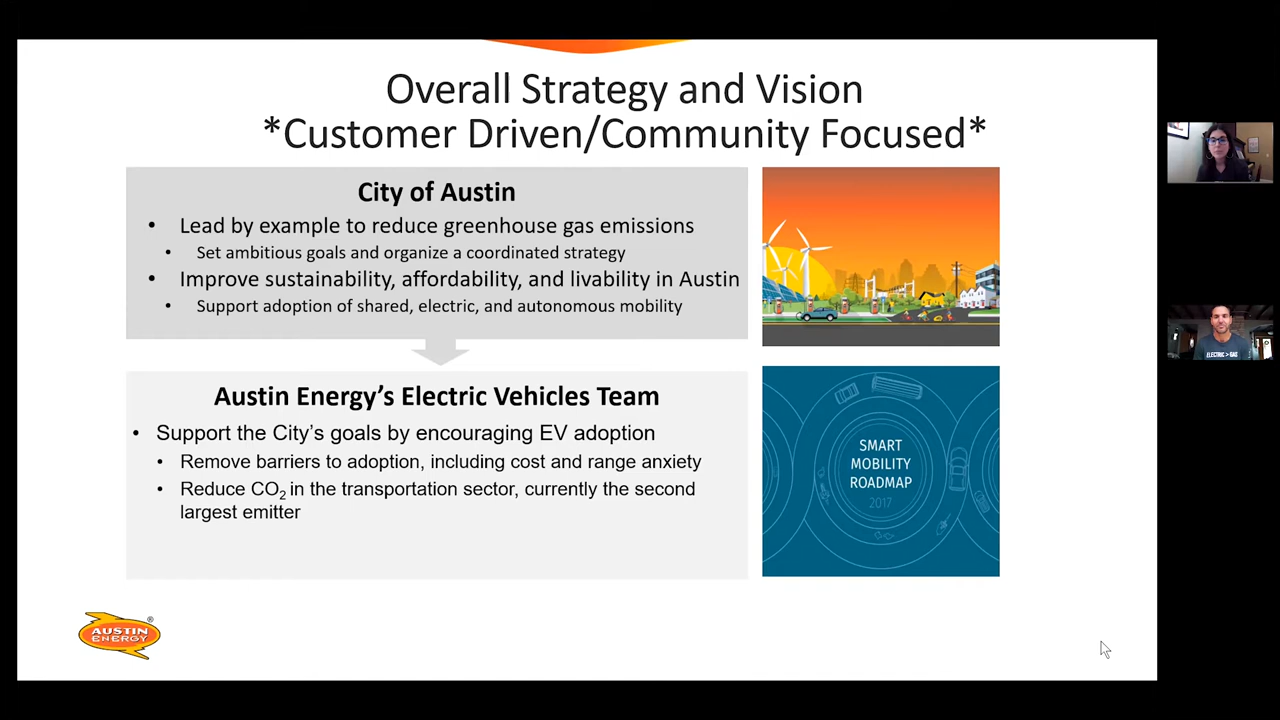 Overall Strategy and Vision
*Customer Driven/Community Focused*
City of Austin
• Lead by example to reduce greenhouse gas emissions
• Set ambitious goals and organize a coordinated strategy
• Improve sustainability, affordability, and livability in Austin
• Support adoption of shared, electric, and autonomous mobility
Austin Energy's Electric Vehicles Team
• Support the City's goals by encouraging EV adoption
• Remove barriers to adoption, including cost and range anxiety
• Reduce CO2 in the transportation sector, currently the second
largest emitter
SMART
MOBILITY
ROADMAP
2017
AUSTIN
ENERGY
®
ELECTRIC > GAS